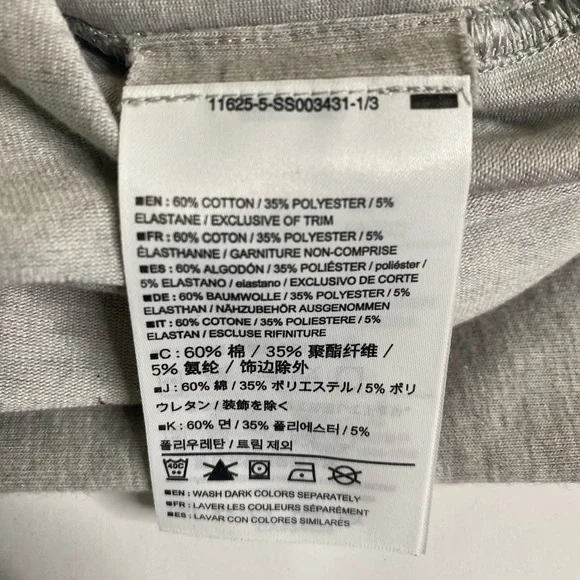 11625-5-SS003431-1/3
■EN : 60% COTTON / 35% POLYESTER / 5%
ELASTANE / EXCLUSIVE OF TRIM
■FR : 60% COTON / 35% POLYESTER / 5%
ÉLASTHANNE / GARNITURE NON-COMPRISE
■ES : 60% ALGODÓN / 35% POLIÉSTER / poliéster /
5% ELASTANO / elastano / EXCLUSIVO DE CORTE
■DE : 60% BAUMWOLLE / 35% POLYESTER / 5%
ELASTHAN / NÄHZUBEHÖR AUSGENOMMEN
■IT : 60% COTONE / 35% POLIESTERE / 5%
ELASTAN / ESCLUSE RIFINITURE
■C : 60% 棉 / 35% 聚酯纤维 /
5% 氨纶 / 饰边除外
■J : 60% 綿 / 35% ポリエステル / 5% ポリ
ウレタン / 装飾を除く
■K : 60% 면 / 35% 폴리에스터 / 5%
폴리우레탄 / 트림 제외
40C
■EN : WASH DARK COLORS SEPARATELY
■FR : LAVER LES COULEURS SÉPARÉMENT
■ES : LAVAR CON COLORES SIMILARES